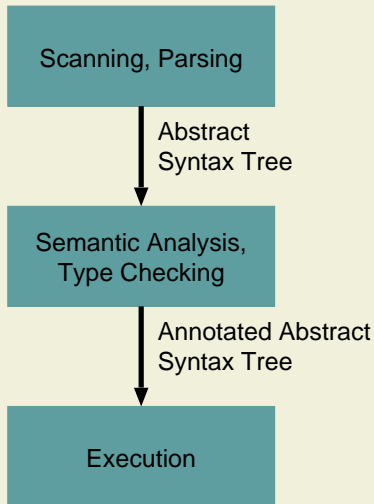 Scanning, Parsing
Abstract
Syntax Tree
Semantic Analysis,
Type Checking
Annotated Abstract
Syntax Tree
Execution